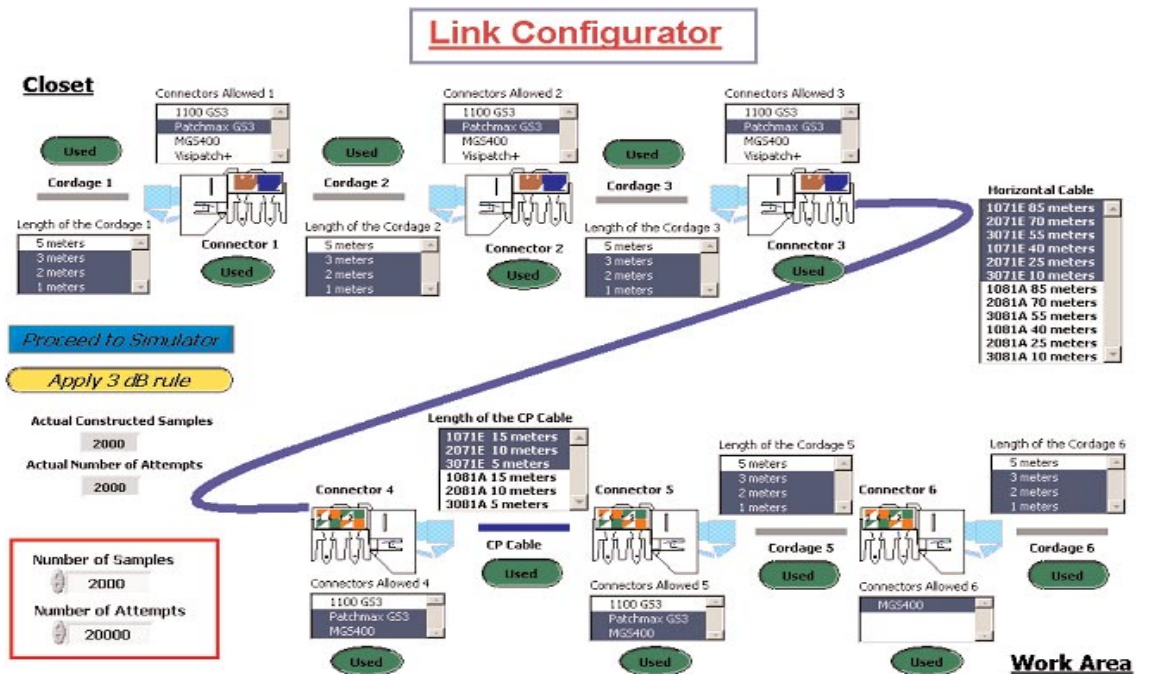 Link Configurator
Closet
Connectors Allowed 1
1100 GS3
Patchmax GS3
MGS400
Visipatch+
Connectors Allowed 2
1100 GS3
Patchmax GS3
MGS400
Visipatch+
Connectors Allowed 3
1100 GS3
Patchmax GS3
MGS400
Visipatch+
Used
Used
Used
Cordage 1
Cordage 2
Cordage 3
Length of the Cordage 1
5 meters
3 meters
2 meters
1 meters
Connector 1
Used
Length of the Cordage 2
5 meters
3 meters
2 meters
1 meters
Connector 2
Used
Length of the Cordage 3
5 meters
3 meters
2 meters
1 meters
Connector 3
Used
Horizontal Cable
1071E 85 meters
2071E 70 meters
3071E 55 meters
1071E 40 meters
2071E 25 meters
3071E 10 meters
1081A 85 meters
2081A 70 meters
3081A 55 meters
1081A 40 meters
2081A 25 meters
3081A 10 meters
Proceed to Simulator
Apply 3 dB rule
Actual Constructed Samples
2000
Actual Number of Attempts
2000
Number of Samples
2000
Number of Attempts
20000
Connector 4
Connectors Allowed 4
1100 GS3
Patchmax GS3
MGS400
Used
Length of the CP Cable
1071E 15 meters
2071E 10 meters
3071E 5 meters
1081A 15 meters
2081A 10 meters
3081A 5 meters
CP Cable
Used
Connector 5
Connectors Allowed 5
1100 GS3
Patchmax GS3
MGS400
Used
Length of the Cordage 5
5 meters
3 meters
2 meters
1 meters
Cordage 5
Used
Connector 6
Connectors Allowed 6
MGS400
Used
Length of the Cordage 6
5 meters
3 meters
2 meters
1 meters
Cordage 6
Used
Work Area